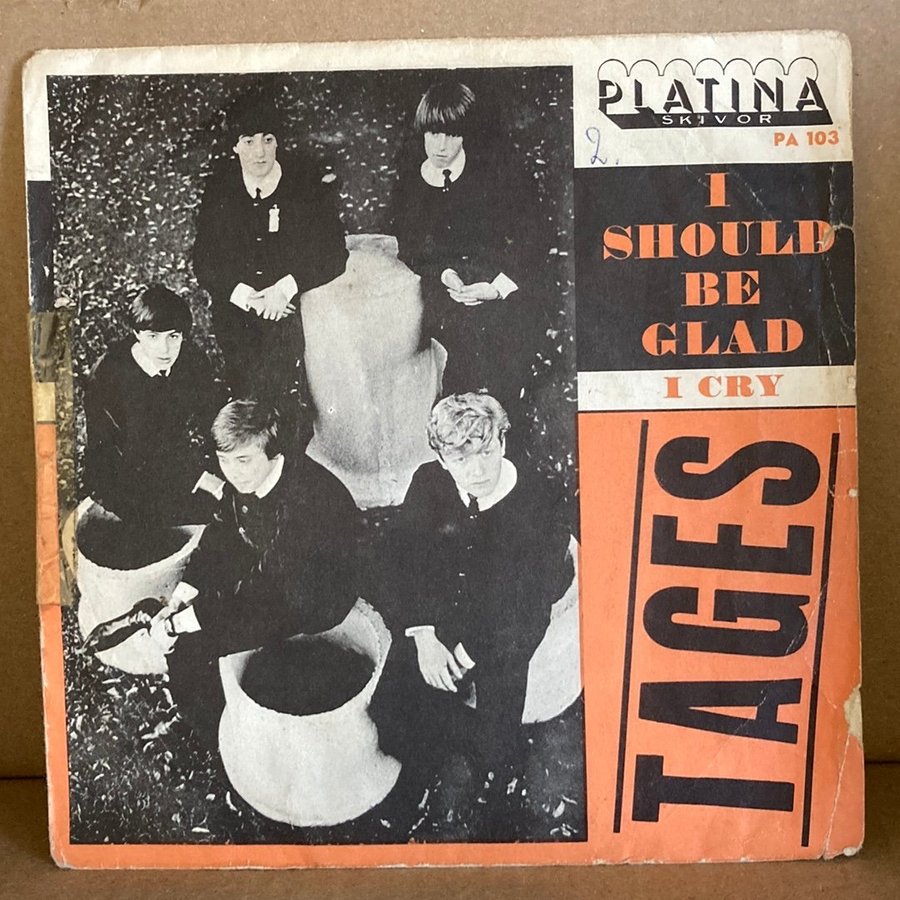 PLATINA
SKIVOR
PA 103
2.
I
SHOULD
BE
GLAD
I CRY
TAGES